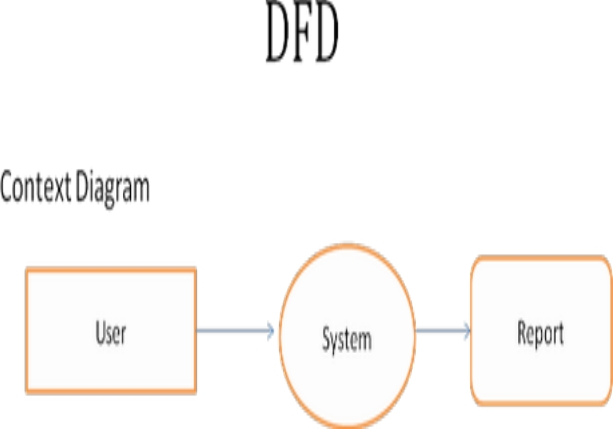 DFD
Context Diagram
User
System
Report